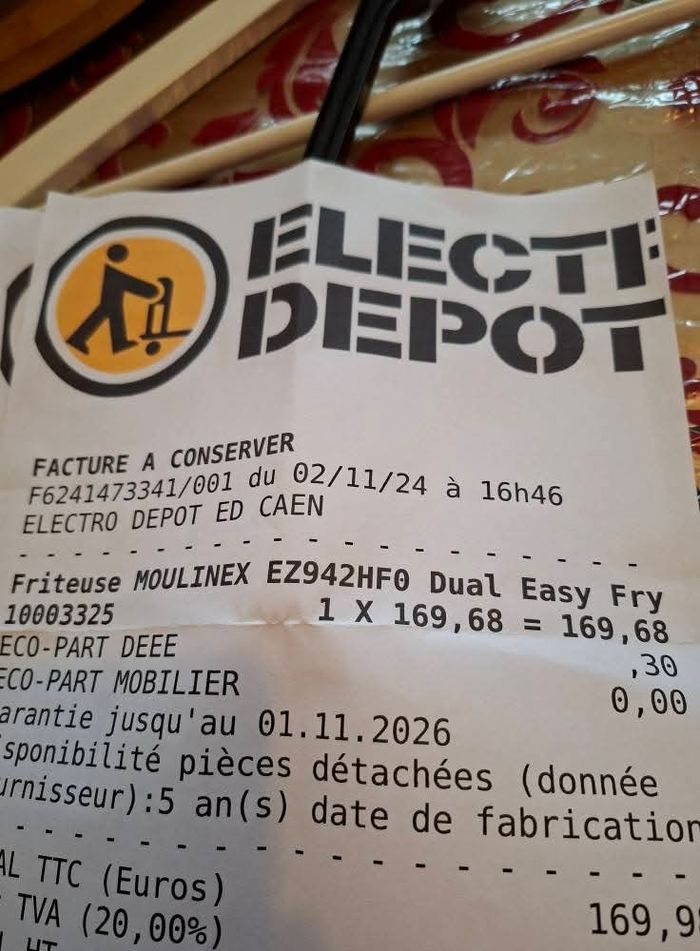 ELECTR
DEPOT
FACTURE A CONSERVER
F6241473341/001 du 02/11/24 à 16h46
ELECTRO DEPOT ED CAEN
- - - - - - - - - - - - - - - - - - -
Friteuse MOULINEX EZ942HF0 Dual Easy Fry
10003325 1 X 169,68 = 169,68
ECO-PART DEEE ,30
ECO-PART MOBILIER 0,00
arantie jusqu'au 01.11.2026
sponibilité pièces détachées (donnée
urnisseur):5 an(s) date de fabrication
- - - - - - - - - - - - - - - - - - -
AL TTC (Euros) 169,9
TVA (20,00%)
HT